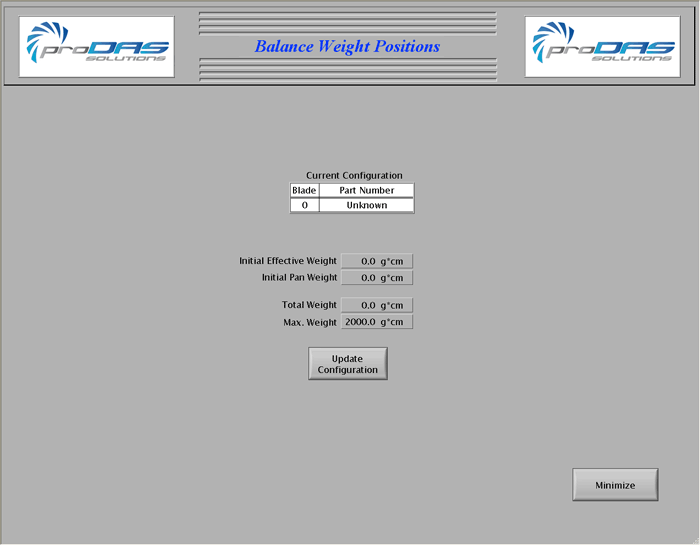 proDAS
SOLUTIONS
Balance Weight Positions
proDAS
SOLUTIONS
Current Configuration
Blade Part Number
0 Unknown
Initial Effective Weight 0.0 g*cm
Initial Pan Weight 0.0 g*cm
Total Weight 0.0 g*cm
Max. Weight 2000.0 g*cm
Update
Configuration
Minimize